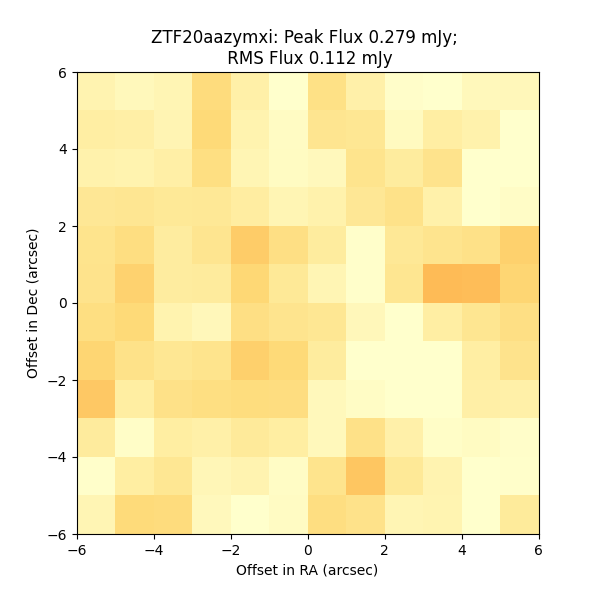 ZTF20aazymxi: Peak Flux 0.279 mJy;
RMS Flux 0.112 mJy
6
4
2
0
−2
−4
−6
Offset in Dec (arcsec)
−6 −4 −2 0 2 4 6
Offset in RA (arcsec)